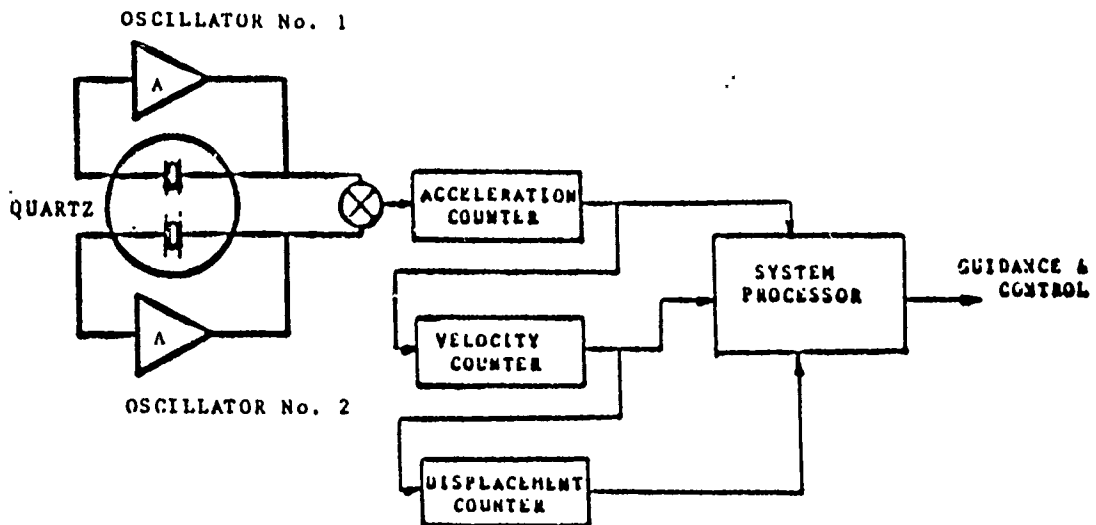 OSCILLATOR No. 1
A
QUARTZ
A
OSCILLATOR No. 2
ACCELERATION
COUNTER
VELOCITY
COUNTER
DISPLACEMENT
COUNTER
SYSTEM
PROCESSOR
GUIDANCE &
CONTROL